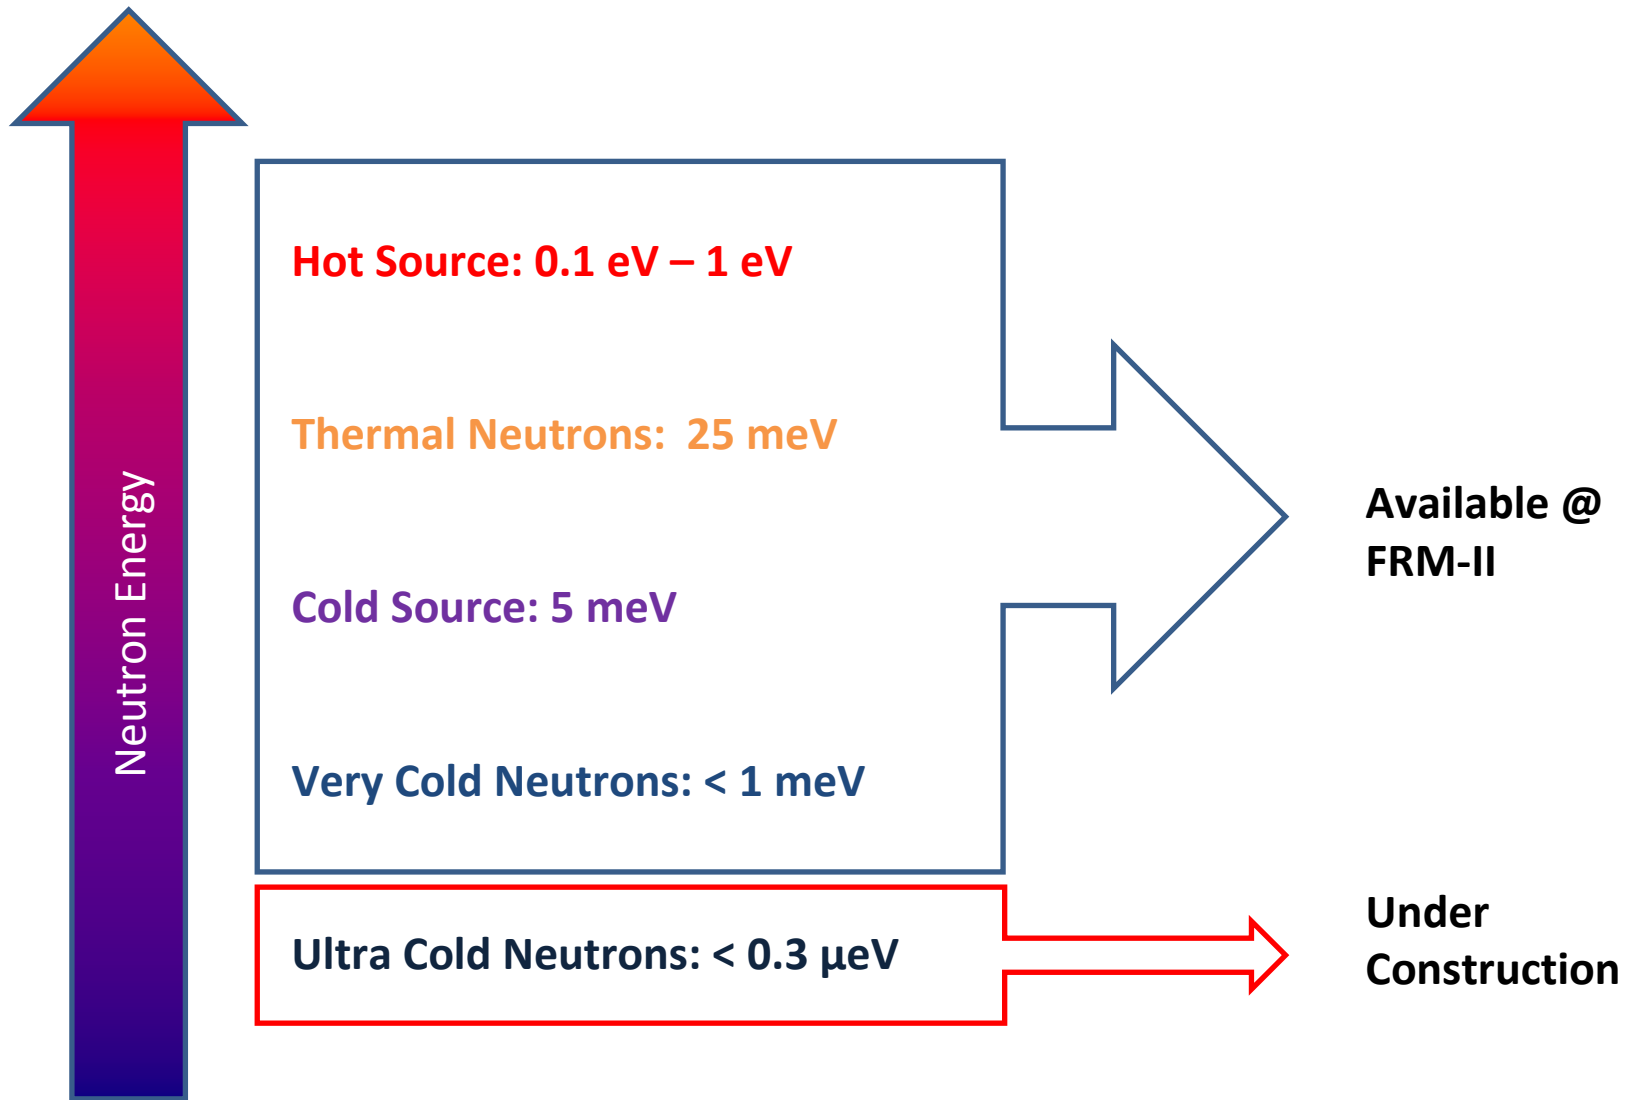 Neutron Energy
Hot Source: 0.1 eV – 1 eV
Thermal Neutrons:  25 meV
Cold Source: 5 meV
Very Cold Neutrons: < 1 meV
Available @
FRM-II
Ultra Cold Neutrons: < 0.3 μeV
Under
Construction